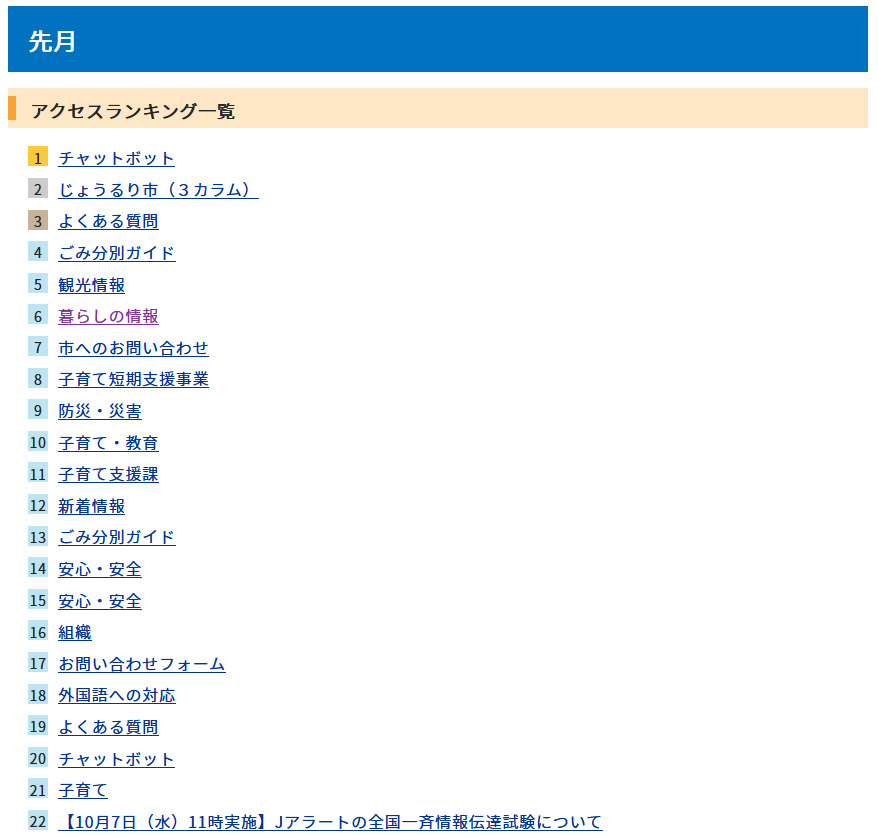 先月
アクセスランキング一覧
1 チャットボット
2 じょうるり市（３カラム）
3 よくある質問
4 ごみ分別ガイド
5 観光情報
6 暮らしの情報
7 市へのお問い合わせ
8 子育て短期支援事業
9 防災・災害
10 子育て・教育
11 子育て支援課
12 新着情報
13 ごみ分別ガイド
14 安心・安全
15 安心・安全
16 組織
17 お問い合わせフォーム
18 外国語への対応
19 よくある質問
20 チャットボット
21 子育て
22 【10月7日（水）11時実施】Jアラートの全国一斉情報伝達試験について